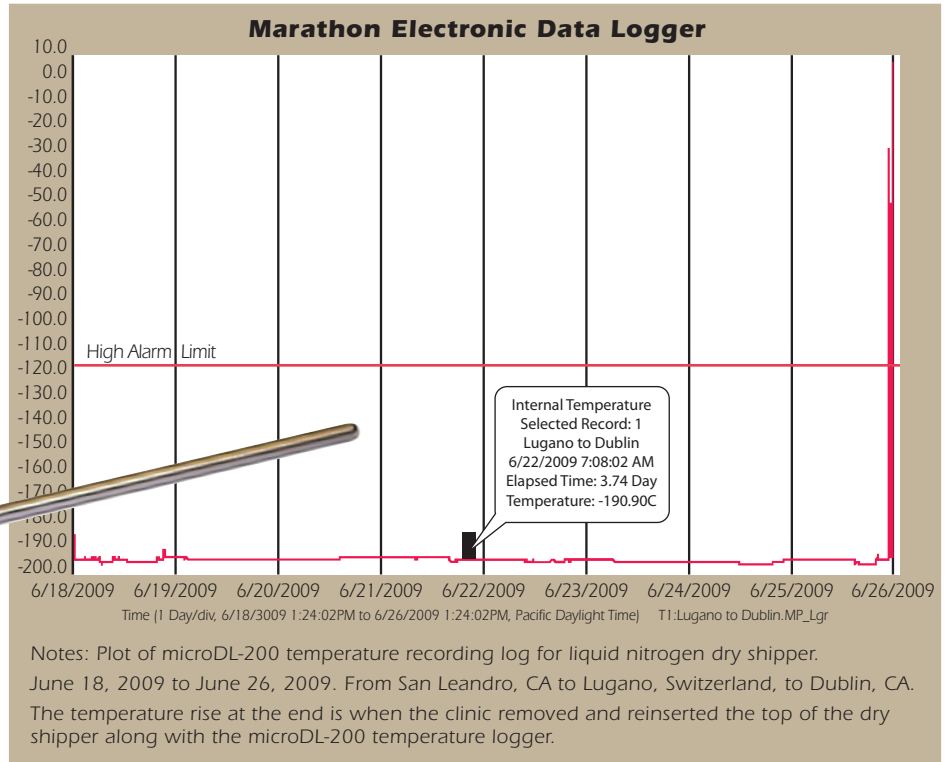 Marathon Electronic Data Logger
10.0
0.0
-10.0
-20.0
-30.0
-40.0
-50.0
-60.0
-70.0
-80.0
-90.0
-100.0
-110.0
-120.0
-130.0
-140.0
-150.0
-160.0
-170.0
-180.0
-190.0
-200.0
High Alarm Limit
Internal Temperature
Selected Record: 1
Lugano to Dublin
6/22/2009 7:08:02 AM
Elapsed Time: 3.74 Day
Temperature: -190.90C
6/18/2009 6/19/2009 6/20/2009 6/21/2009 6/22/2009 6/23/2009 6/24/2009 6/25/2009 6/26/2009
Time (1 Day/div, 6/18/3009 1:24:02PM to 6/26/2009 1:24:02PM, Pacific Daylight Time) T1:Lugano to Dublin.MP_Lgr
Notes: Plot of microDL-200 temperature recording log for liquid nitrogen dry shipper.
June 18, 2009 to June 26, 2009. From San Leandro, CA to Lugano, Switzerland, to Dublin, CA.
The temperature rise at the end is when the clinic removed and reinserted the top of the dry
shipper along with the microDL-200 temperature logger.